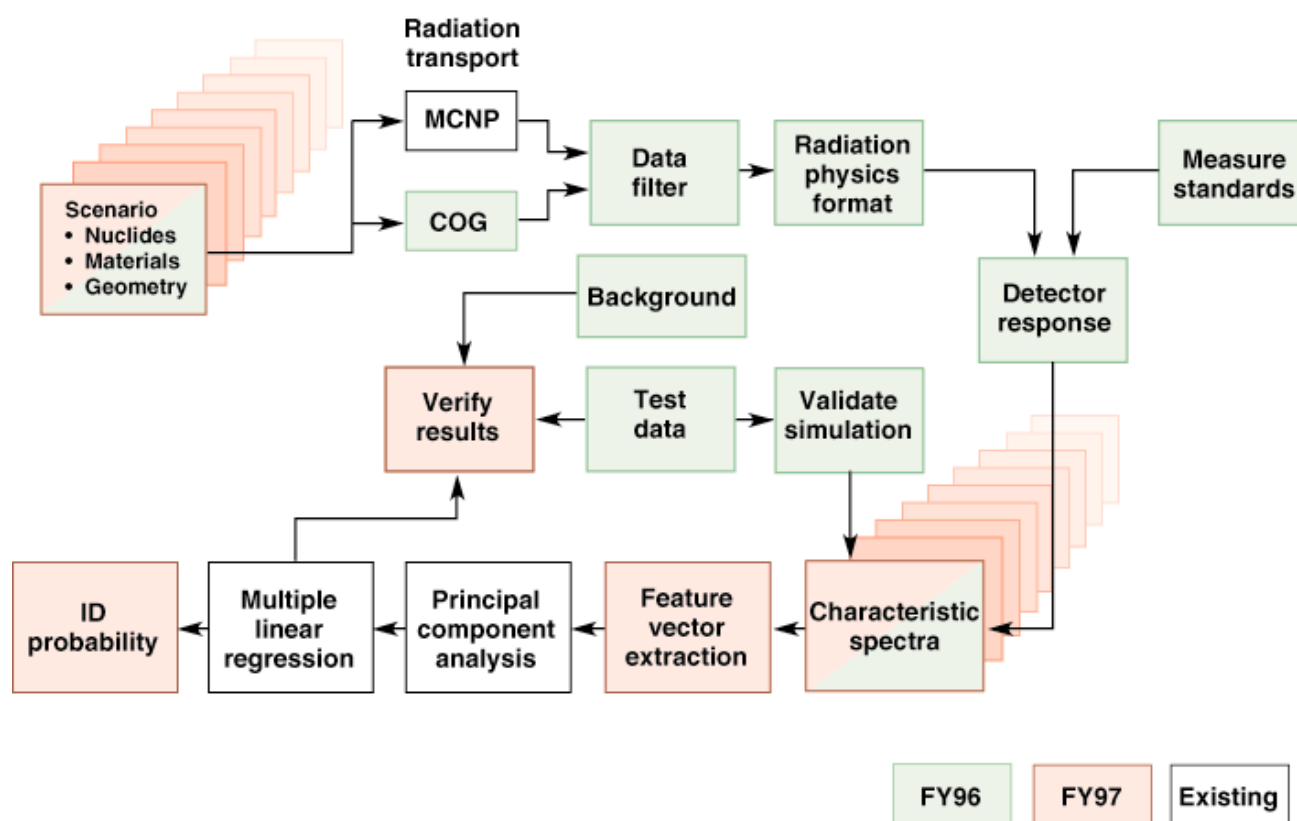 Radiation
transport
MCNP
COG
Scenario
• Nuclides
• Materials
• Geometry
Data
filter
Radiation
physics
format
Measure
standards
Detector
response
Background
Verify
results
Test
data
Validate
simulation
ID
probability
Multiple
linear
regression
Principal
component
analysis
Feature
vector
extraction
Characteristic
spectra
FY96
FY97
Existing